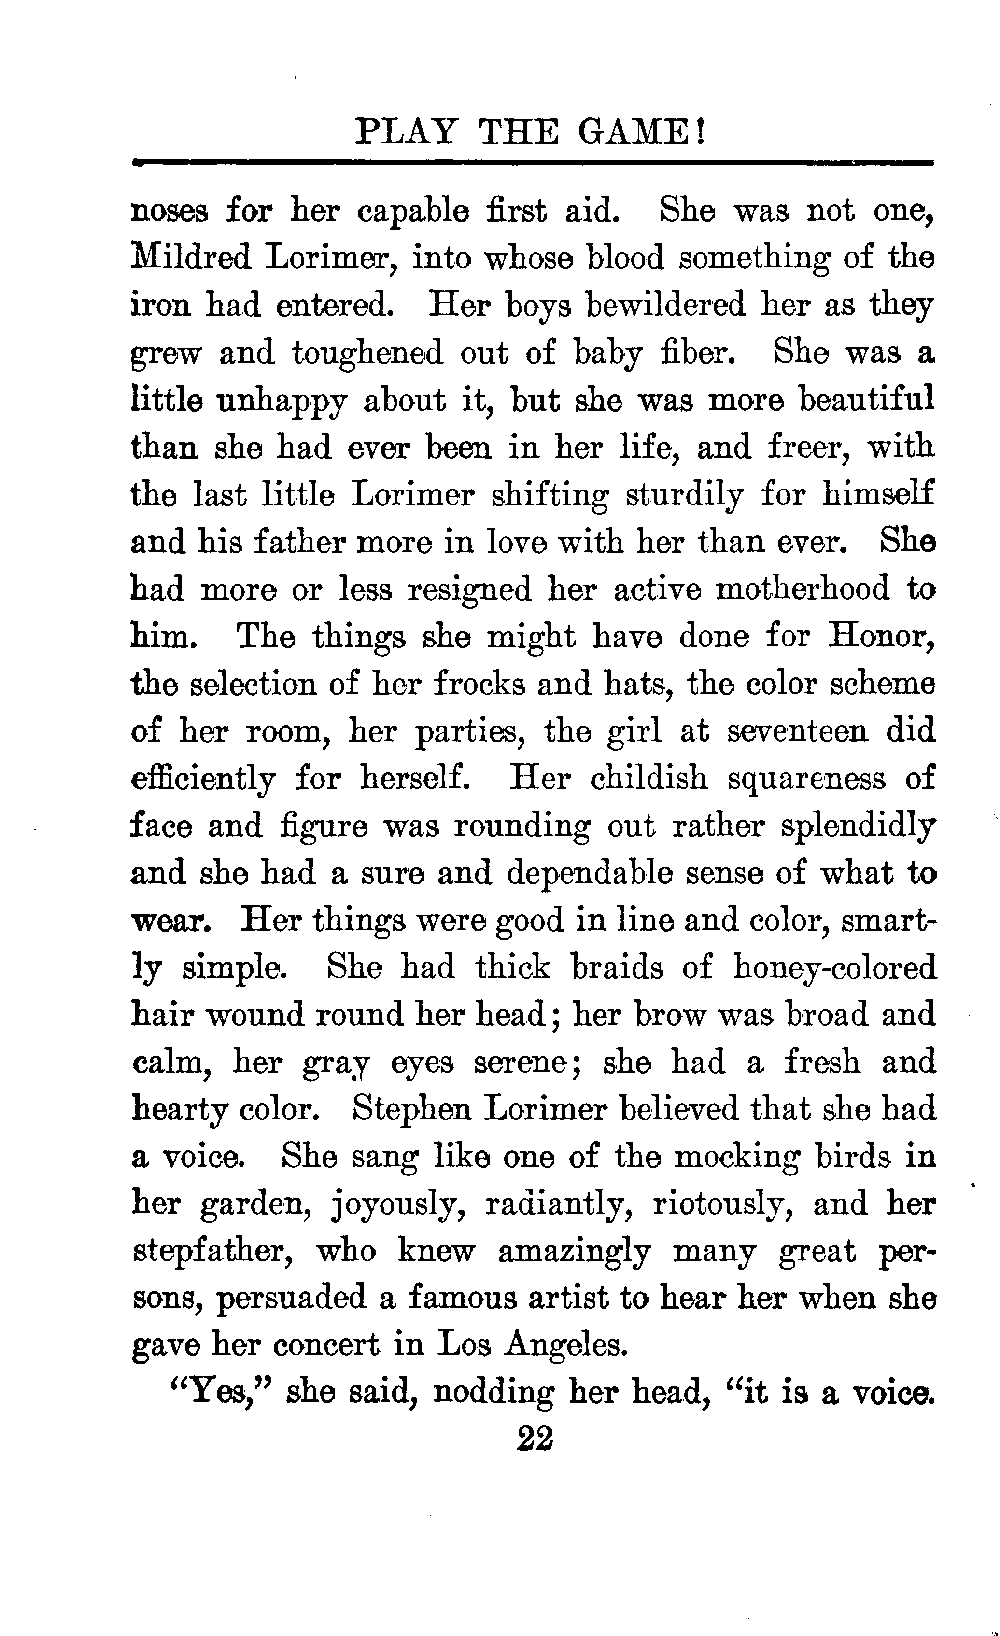 PLAY THE GAME!
noses for her capable first aid. She was not one,
Mildred Lorimer, into whose blood something of the
iron had entered. Her boys bewildered her as they
grew and toughened out of baby fiber. She was a
little unhappy about it, but she was more beautiful
than she had ever been in her life, and freer, with
the last little Lorimer shifting sturdily for himself
and his father more in love with her than ever. She
had more or less resigned her active motherhood to
him. The things she might have done for Honor,
the selection of her frocks and hats, the color scheme
of her room, her parties, the girl at seventeen did
efficiently for herself. Her childish squareness of
face and figure was rounding out rather splendidly
and she had a sure and dependable sense of what to
wear. Her things were good in line and color, smart-
ly simple. She had thick braids of honey-colored
hair wound round her head; her brow was broad and
calm, her gray eyes serene; she had a fresh and
hearty color. Stephen Lorimer believed that she had
a voice. She sang like one of the mocking birds in
her garden, joyously, radiantly, riotously, and her
stepfather, who knew amazingly many great per-
sons, persuaded a famous artist to hear her when she
gave her concert in Los Angeles.
"Yes," she said, nodding her head, "it is a voice.
22